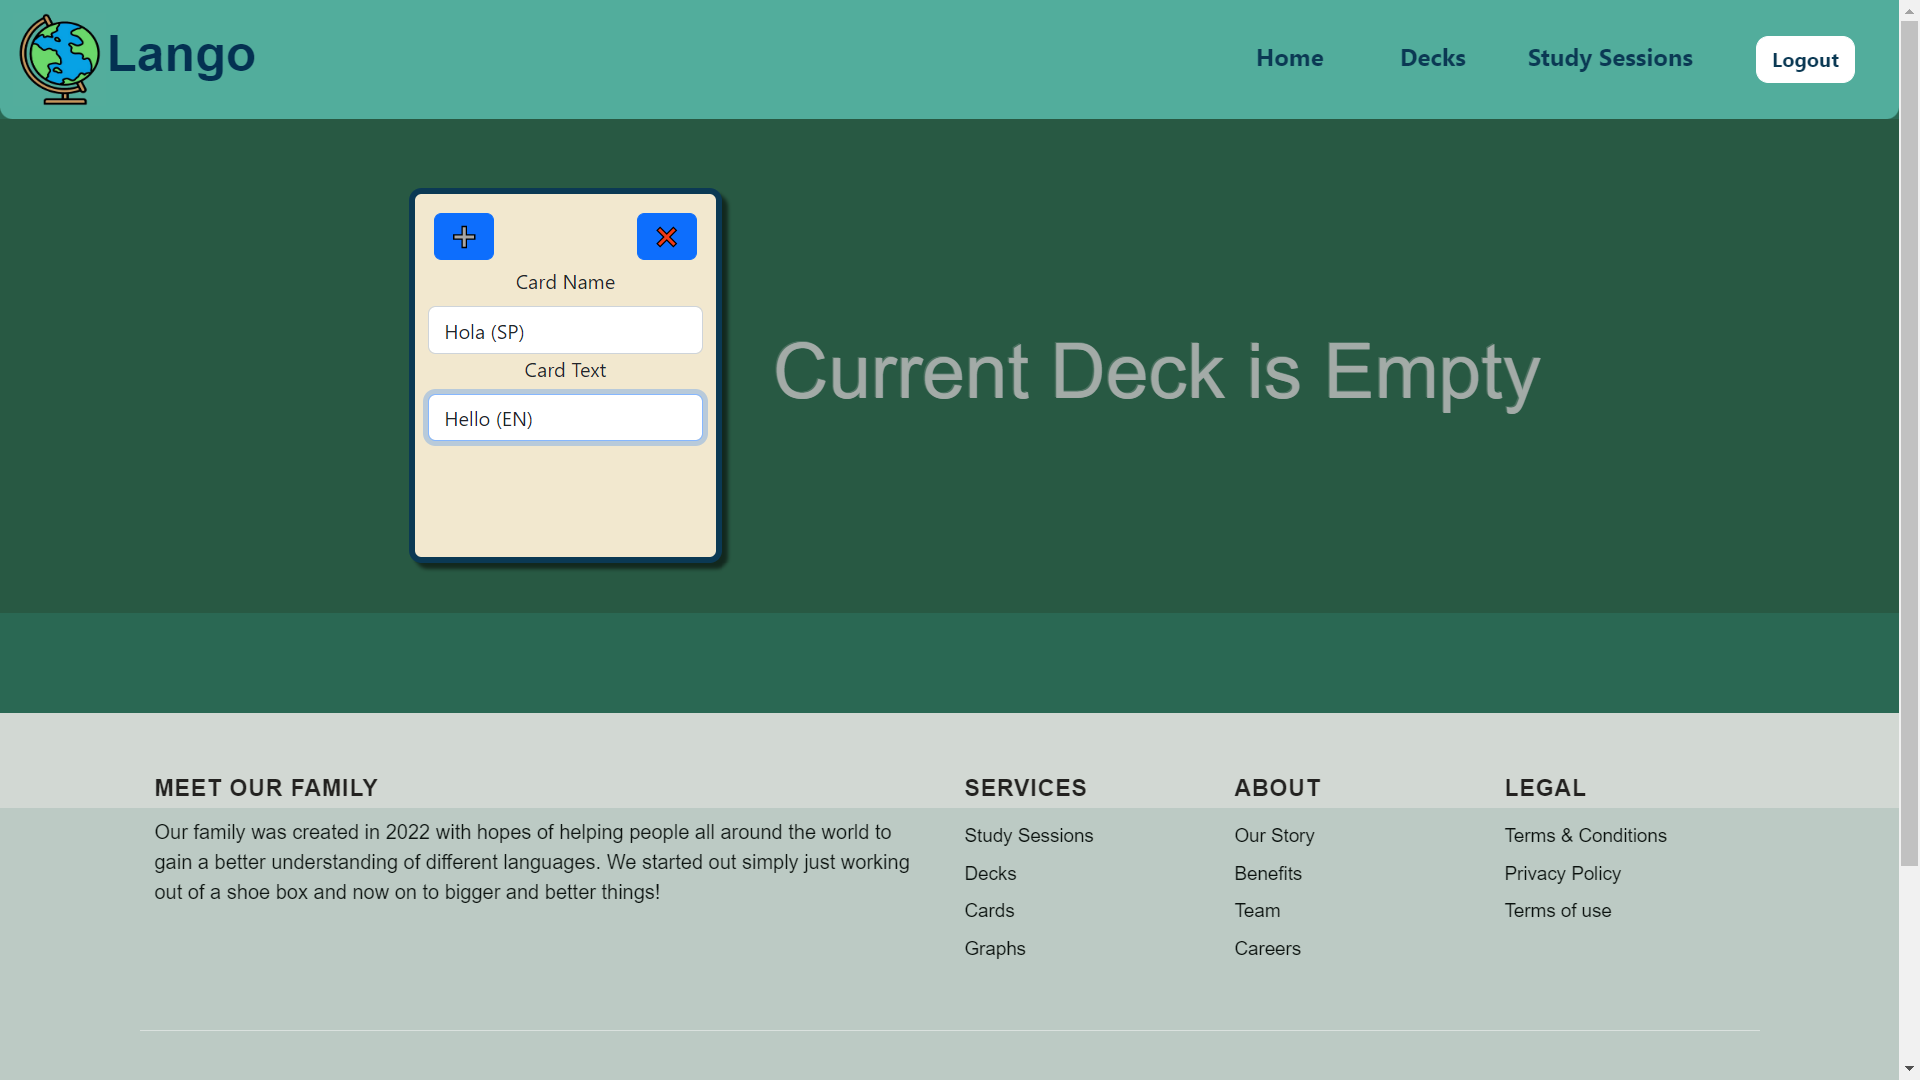 Lango
Home
Decks
Study Sessions
Logout
Card Name
Hola (SP)
Card Text
Hello (EN)
Current Deck is Empty
MEET OUR FAMILY
Our family was created in 2022 with hopes of helping people all around the world to
gain a better understanding of different languages. We started out simply just working
out of a shoe box and now on to bigger and better things!
SERVICES
Study Sessions
Decks
Cards
Graphs
ABOUT
Our Story
Benefits
Team
Careers
LEGAL
Terms & Conditions
Privacy Policy
Terms of use